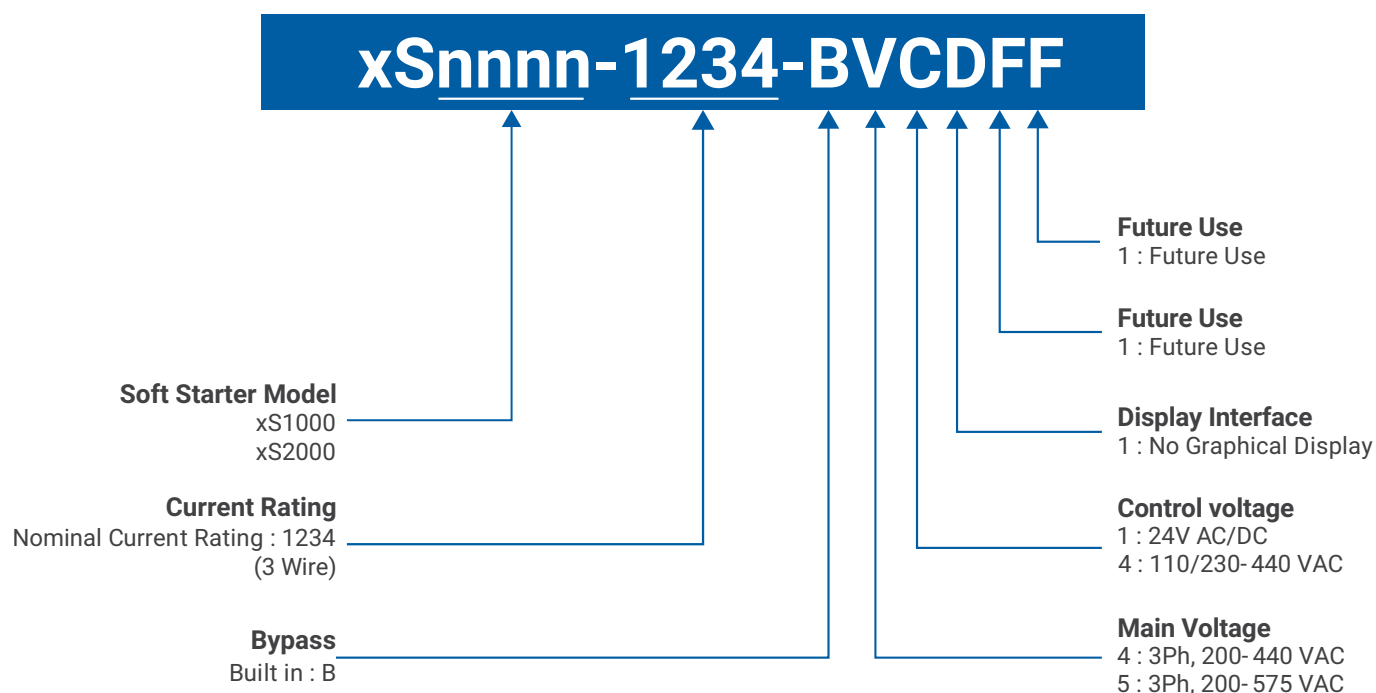 xSnnnn-1234-BVCDFF
Soft Starter Model
xS1000
xS2000
Current Rating
Nominal Current Rating : 1234
(3 Wire)
Bypass
Built in : B
Future Use
1 : Future Use
Future Use
1 : Future Use
Display Interface
1 : No Graphical Display
Control voltage
1 : 24V AC/DC
4 : 110/230- 440 VAC
Main Voltage
4 : 3Ph, 200- 440 VAC
5 : 3Ph, 200- 575 VAC